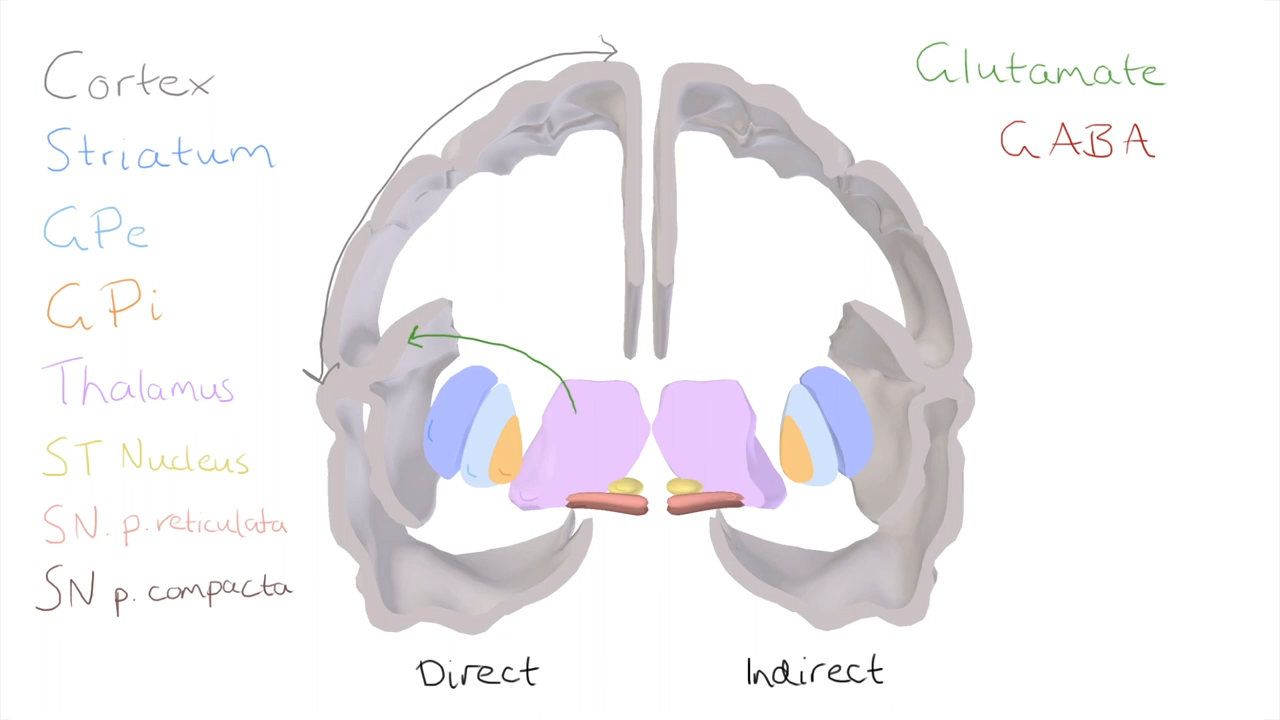 Cortex
Striatum
GPe
GPi
Thalamus
ST Nucleus
SN. p. reticulata
SN p. compacta
Glutamate
GABA
Direct
Indirect